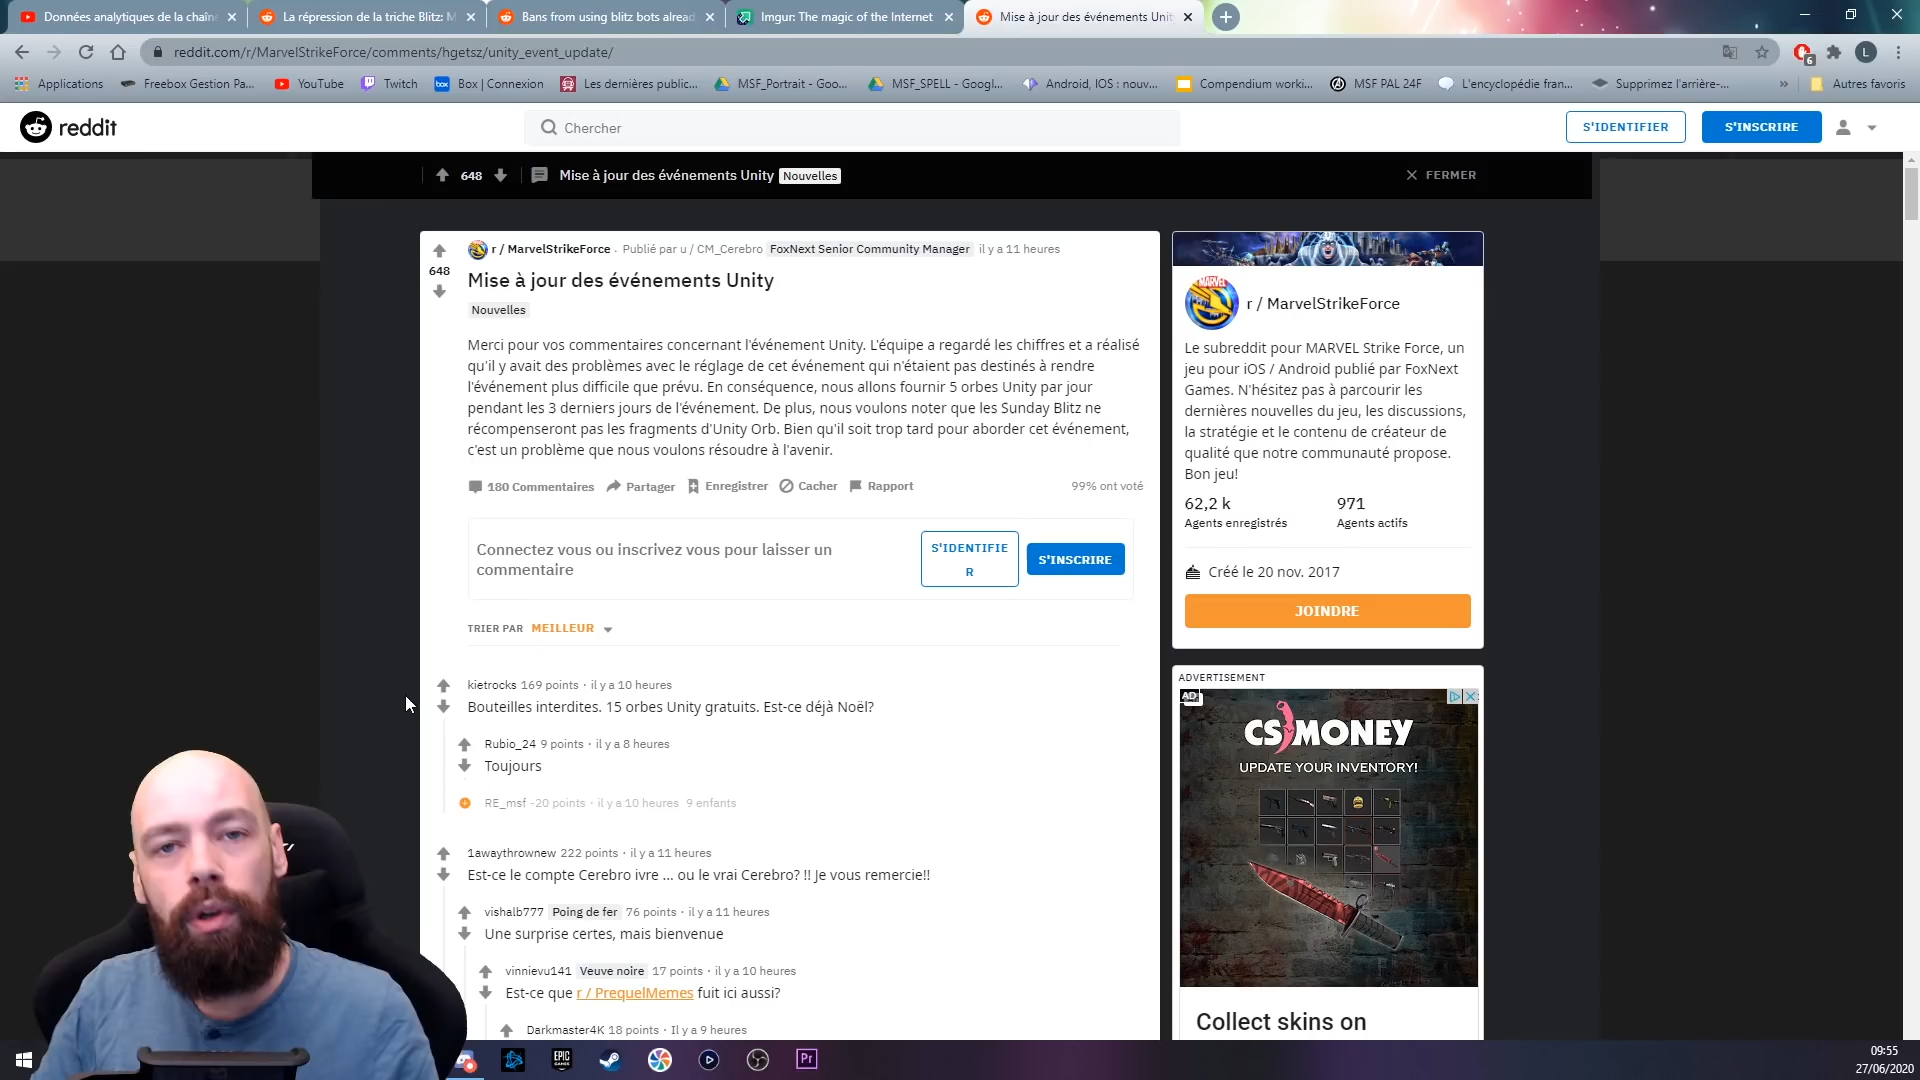 Données analytiques de la chaîne
La répression de la triche Blitz: M
Bans from using blitz bots alread
Imgur: The magic of the Internet
Mise à jour des événements Unit
reddit.com/r/MarvelStrikeForce/comments/hgetsz/unity_event_update/
6
L
Applications
Freebox Gestion Pa...
YouTube
Twitch
Box | Connexion
Les dernières public...
MSF_Portrait - Goo...
MSF_SPELL - Googl...
Android, IOS : nouv...
Compendium worki...
MSF PAL 24F
L'encyclopédie fran...
Supprimez l'arrière-...
»
Autres favoris
reddit
Chercher
S'IDENTIFIER
S'INSCRIRE
648
Mise à jour des événements Unity Nouvelles
FERMER
r / MarvelStrikeForce · Publié par u / CM_Cerebro FoxNext Senior Community Manager il y a 11 heures
648
Mise à jour des événements Unity
Nouvelles
Merci pour vos commentaires concernant l'événement Unity. L'équipe a regardé les chiffres et a réalisé
qu'il y avait des problèmes avec le réglage de cet événement qui n'étaient pas destinés à rendre
l'événement plus difficile que prévu. En conséquence, nous allons fournir 5 orbes Unity par jour
pendant les 3 derniers jours de l'événement. De plus, nous voulons noter que les Sunday Blitz ne
récompenseront pas les fragments d'Unity Orb. Bien qu'il soit trop tard pour aborder cet événement,
c'est un problème que nous voulons résoudre à l'avenir.
180 Commentaires Partager Enregistrer Cacher Rapport 99% ont voté
Connectez vous ou inscrivez vous pour laisser un
commentaire
S'IDENTIFIE
R
S'INSCRIRE
TRIER PAR MEILLEUR
kietrocks 169 points · il y a 10 heures
Bouteilles interdites. 15 orbes Unity gratuits. Est-ce déjà Noël?
Rubio_24 9 points · il y a 8 heures
Toujours
RE_msf -20 points · il y a 10 heures 9 enfants
1awaythrownew 222 points · il y a 11 heures
Est-ce le compte Cerebro ivre ... ou le vrai Cerebro? !! Je vous remercie!!
vishalb777 Poing de fer 76 points · il y a 11 heures
Une surprise certes, mais bienvenue
vinnievu141 Veuve noire 17 points · il y a 10 heures
Est-ce que r / PrequelMemes fuit ici aussi?
Darkmaster4K 18 points · Il y a 9 heures
MARVEL
r / MarvelStrikeForce
Le subreddit pour MARVEL Strike Force, un
jeu pour iOS / Android publié par FoxNext
Games. N'hésitez pas à parcourir les
dernières nouvelles du jeu, les discussions,
la stratégie et le contenu de créateur de
qualité que notre communauté propose.
Bon jeu!
62,2 k
Agents enregistrés
971
Agents actifs
Créé le 20 nov. 2017
JOINDRE
ADVERTISEMENT
AD
CS MONEY
UPDATE YOUR INVENTORY!
Collect skins on
box
EPIC
GAMES
Pr
09:55
27/06/2020